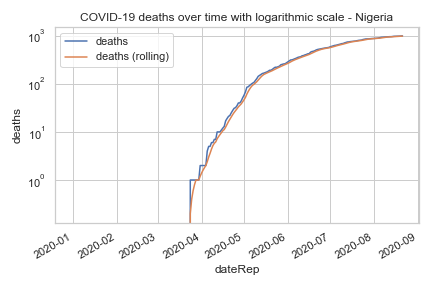 COVID-19 deaths over time with logarithmic scale - Nigeria
deaths
deaths (rolling)
10³
10²
10¹
10⁰
deaths
2020-01
2020-02
2020-03
2020-04
2020-05
2020-06
2020-07
2020-08
2020-09
dateRep